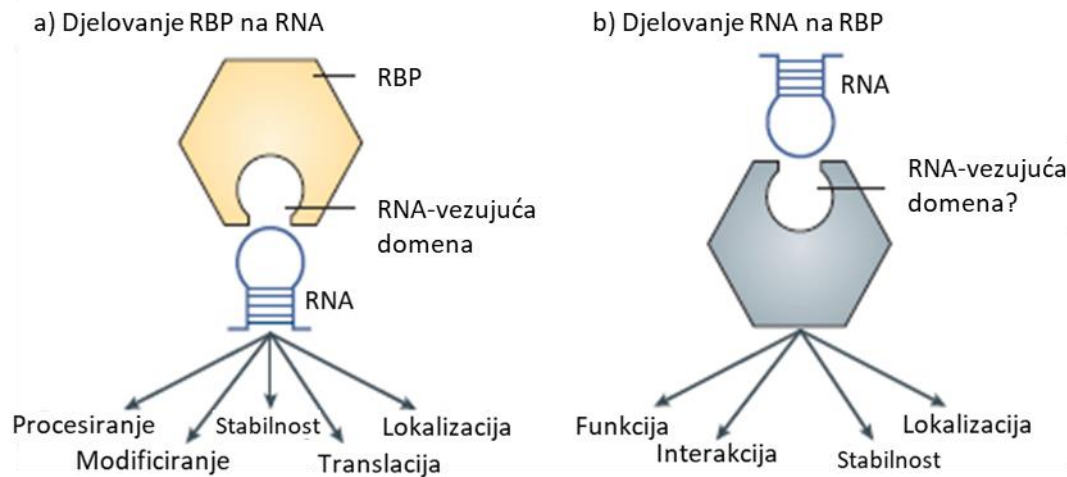 a) Djelovanje RBP na RNA
RBP
RNA-vezujuća
domena
RNA
Procesiranje
Modificiranje
Stabilnost
Translacija
Lokalizacija
b) Djelovanje RNA na RBP
RNA
RNA-vezujuća
domena?
Funkcija
Interakcija
Stabilnost
Lokalizacija